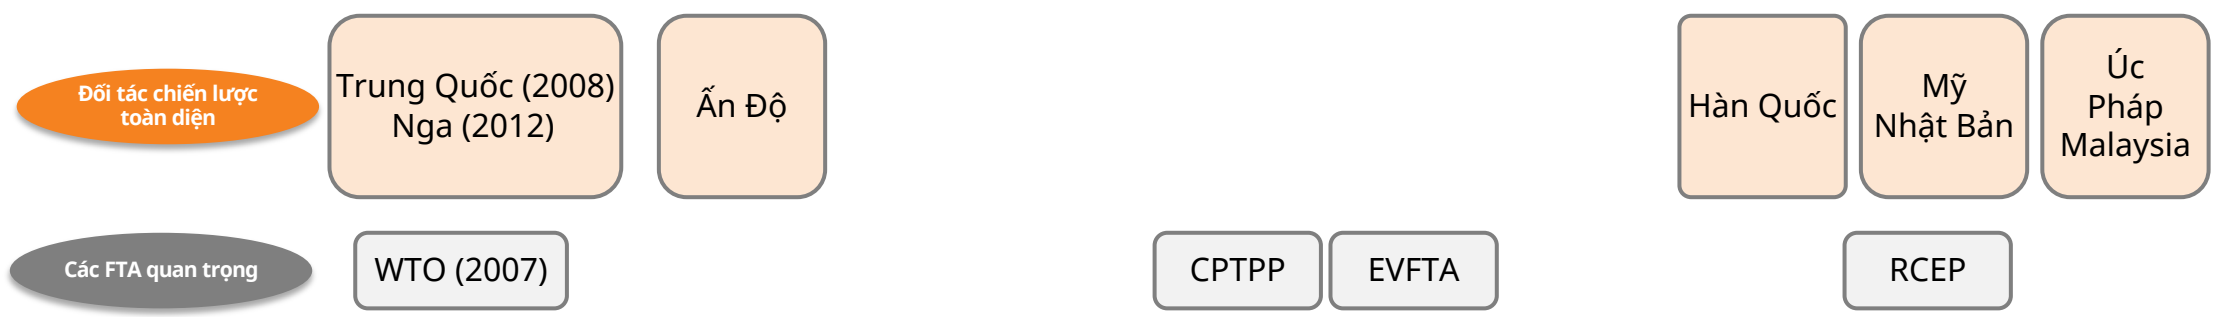 Đối tác chiến lược
toàn diện
Trung Quốc (2008)
Nga (2012)
Ấn Độ
Hàn Quốc
Mỹ
Nhật Bản
Úc
Pháp
Malaysia
Các FTA quan trọng
WTO (2007)
CPTPP
EVFTA
RCEP